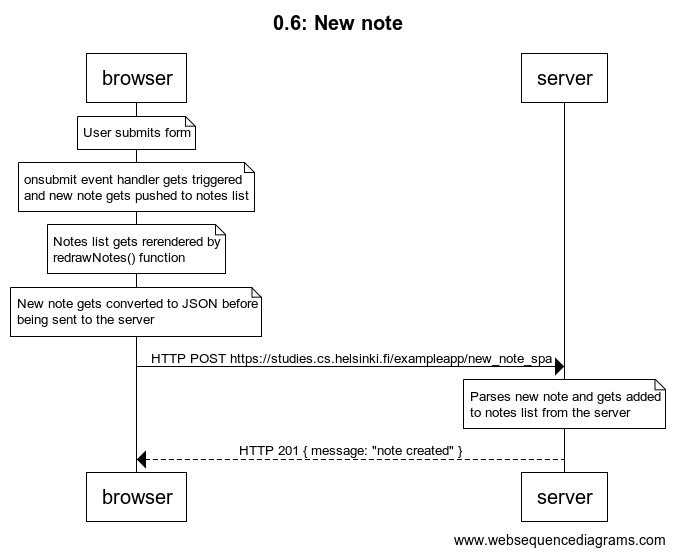 0.6: New note
browser
server
User submits form
onsubmit event handler gets triggered
and new note gets pushed to notes list
Notes list gets rerendered by
redrawNotes() function
New note gets converted to JSON before
being sent to the server
HTTP POST https://studies.cs.helsinki.fi/exampleapp/new_note_spa
Parses new note and gets added
to notes list from the server
HTTP 201 { message: "note created" }
browser
server
www.websequencediagrams.com